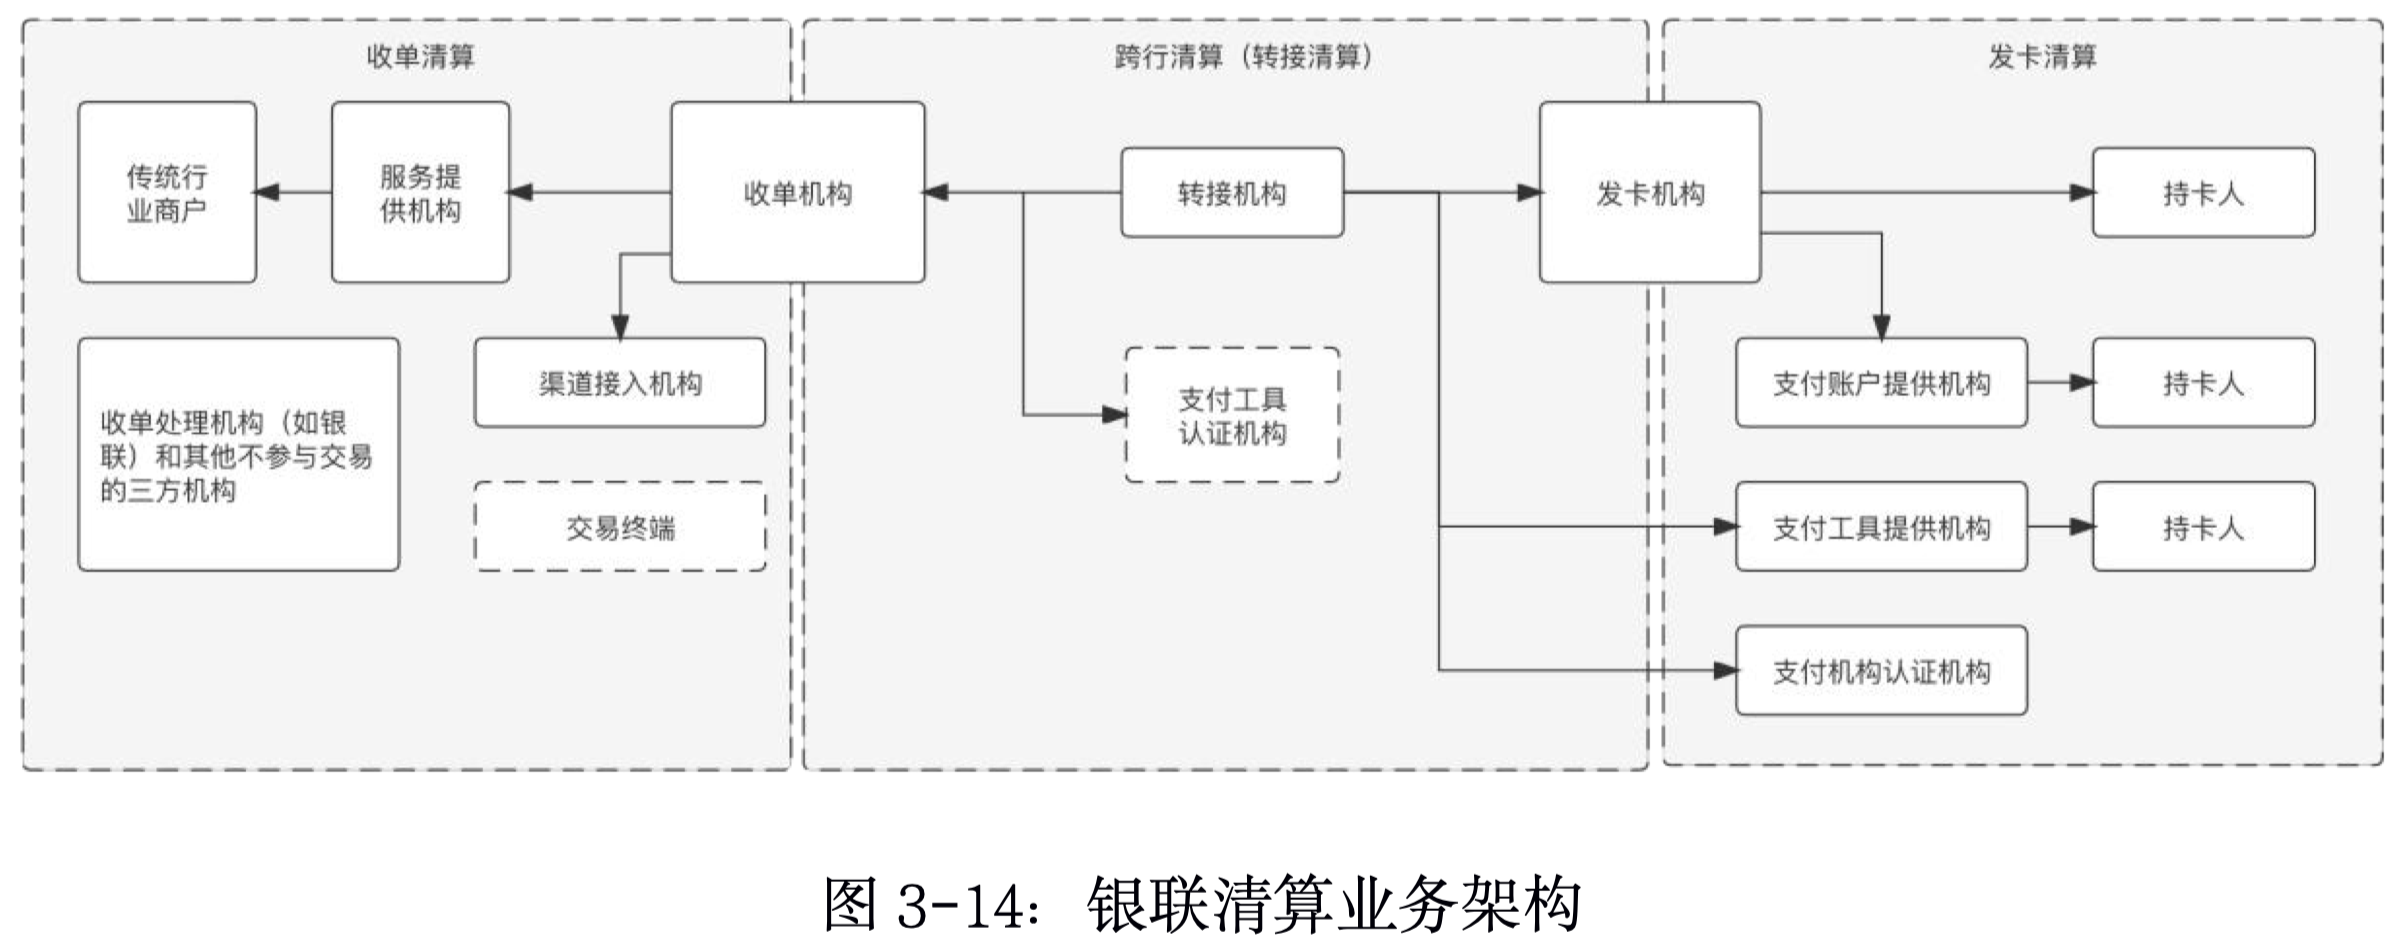 收单清算
跨行清算（转接清算）
发卡清算
传统行
业商户
服务提
供机构
收单机构
转接机构
发卡机构
持卡人
收单处理机构（如银
联）和其他不参与交易
的三方机构
渠道接入机构
交易终端
支付工具
认证机构
支付账户提供机构
持卡人
支付工具提供机构
持卡人
支付机构认证机构
图 3-14：银联清算业务架构